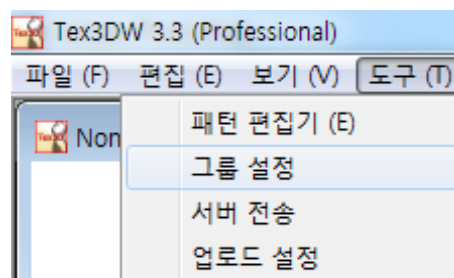 Tex3DW 3.3 (Professional)
파일 (F) 편집 (E) 보기 (V) 도구 (T)
Non
패턴 편집기 (E)
그룹 설정
서버 전송
업로드 설정